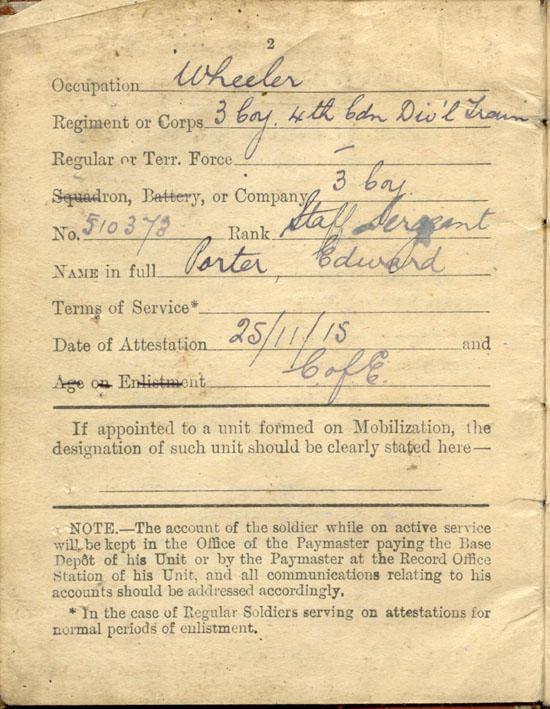 2
Occupation Wheeler
Regiment or Corps 3 Coy. 4th Cdn Div'l Train
Regular or Terr. Force –
Squadron, Battery, or Company 3 Coy.
No. 510373 Rank Staff Sergeant
NAME in full Porter, Edward
Terms of Service*
Date of Attestation 25/11/15 and
Age on Enlistment C of E.
If appointed to a unit formed on Mobilization, the
designation of such unit should be clearly stated here—
NOTE.—The account of the soldier while on active service
will be kept in the Office of the Paymaster paying the Base
Depôt of his Unit or by the Paymaster at the Record Office
Station of his Unit, and all communications relating to his
accounts should be addressed accordingly.
* In the case of Regular Soldiers serving on attestations for
normal periods of enlistment.